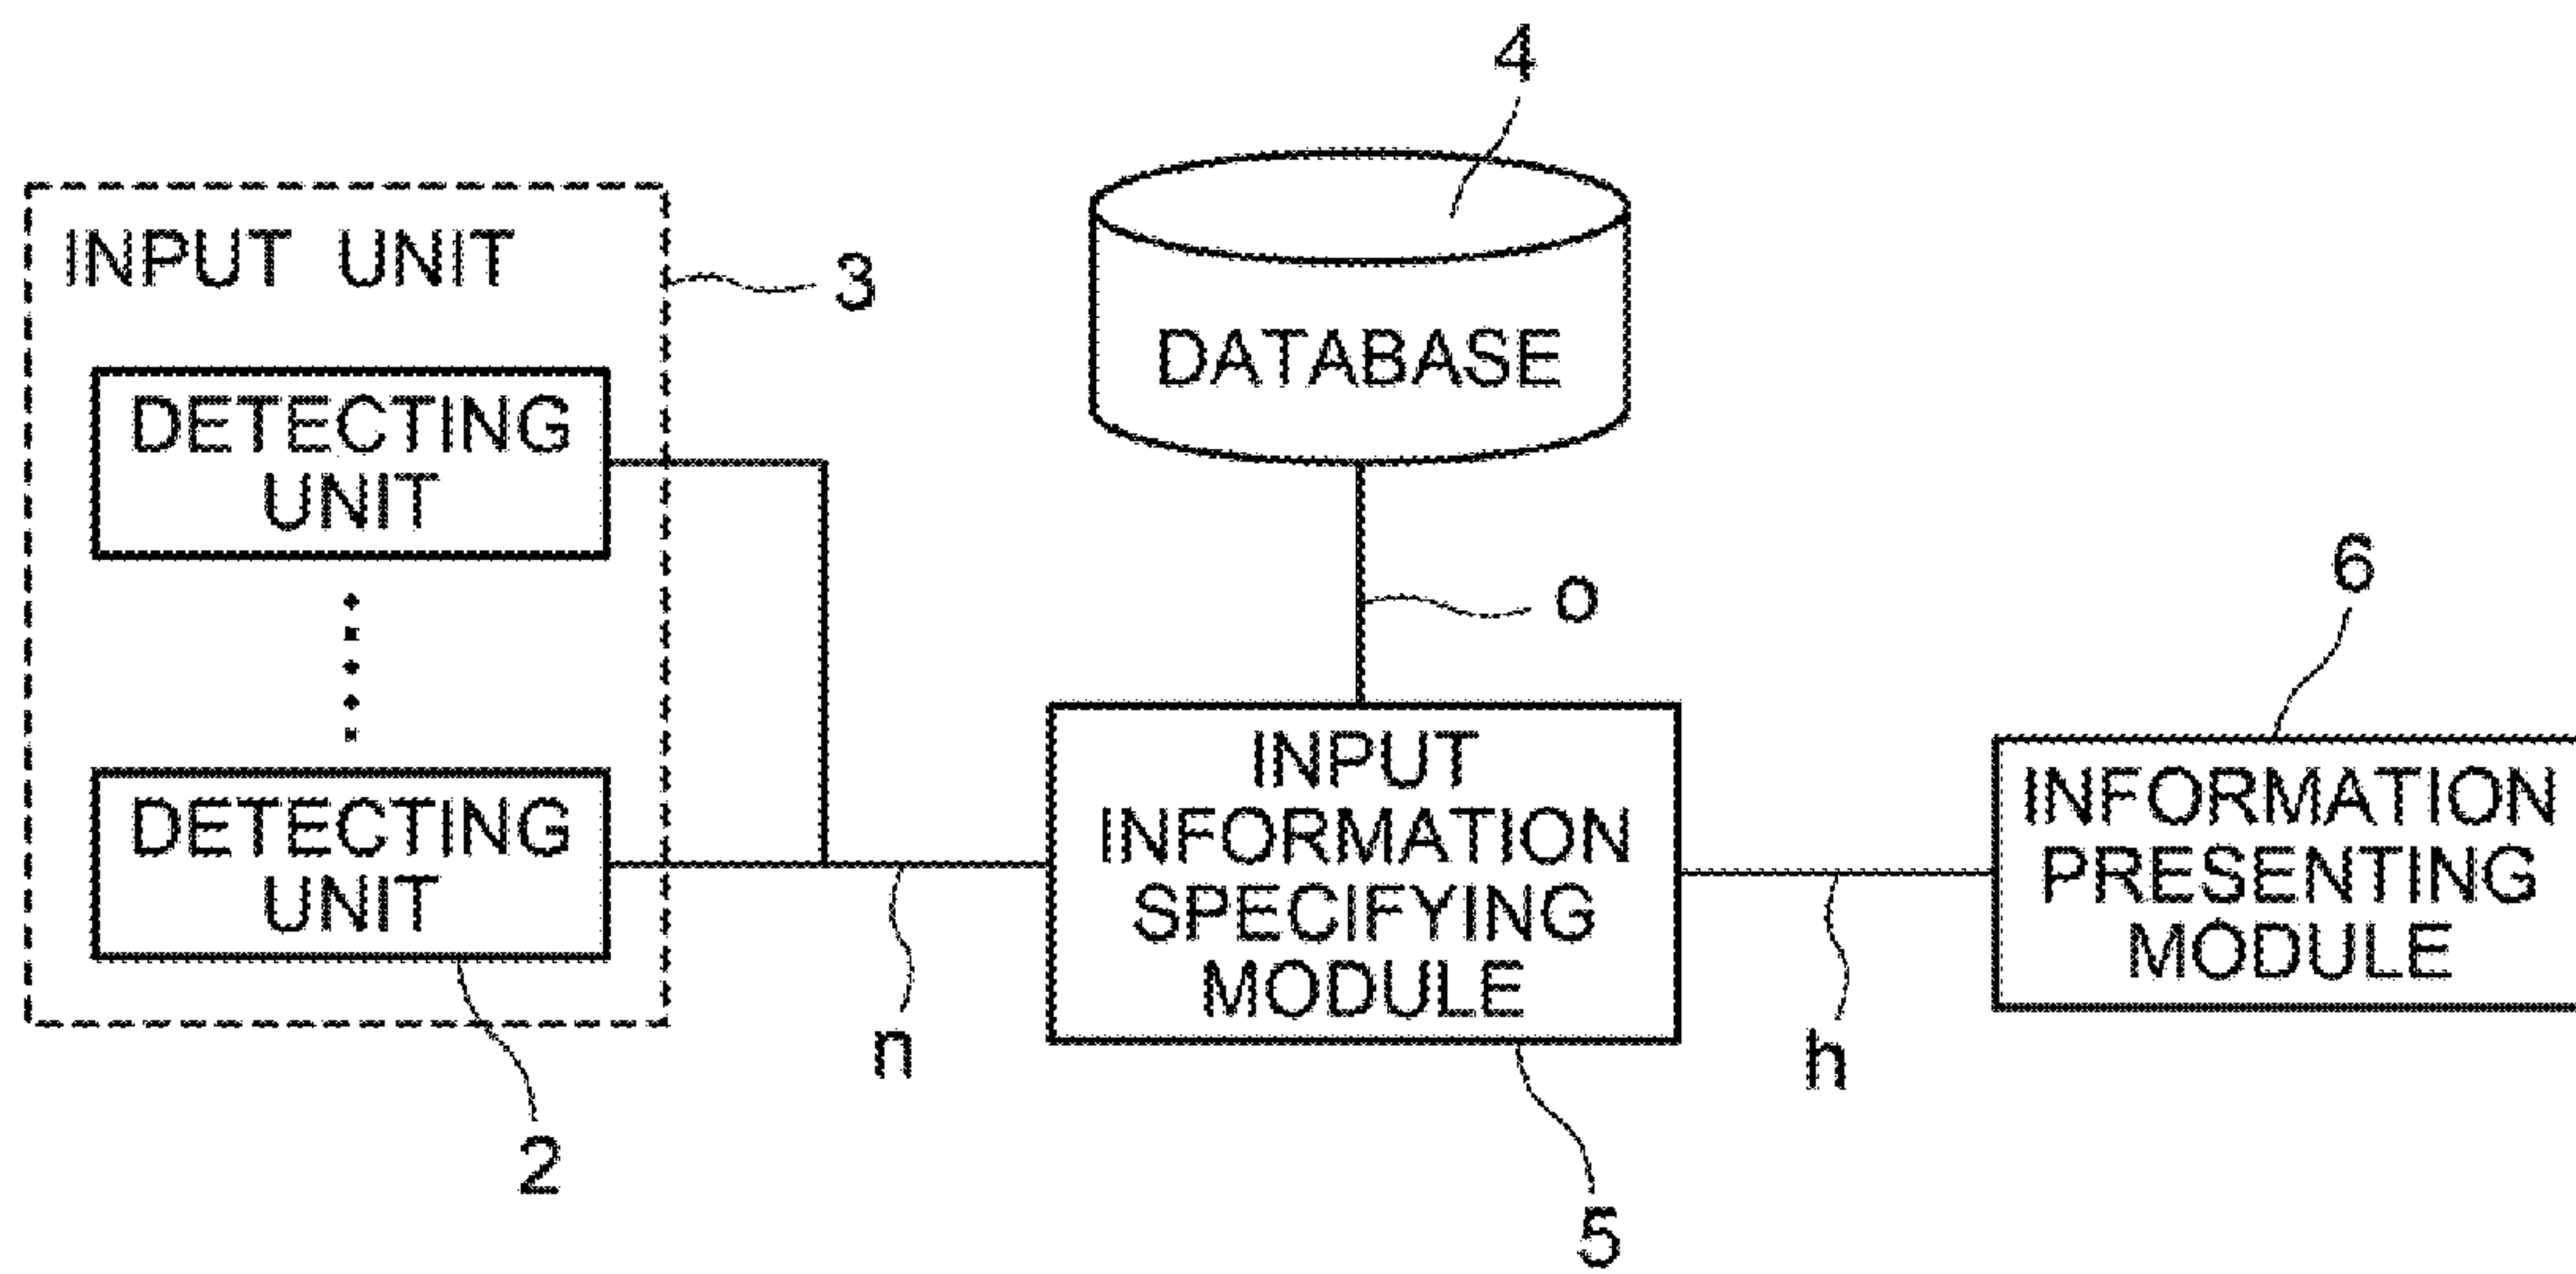 4
INPUT UNIT
3
DATABASE
DETECTING
UNIT
o
6
DETECTING
UNIT
INPUT
INFORMATION
SPECIFYING
MODULE
INFORMATION
PRESENTING
MODULE
n
h
2
5